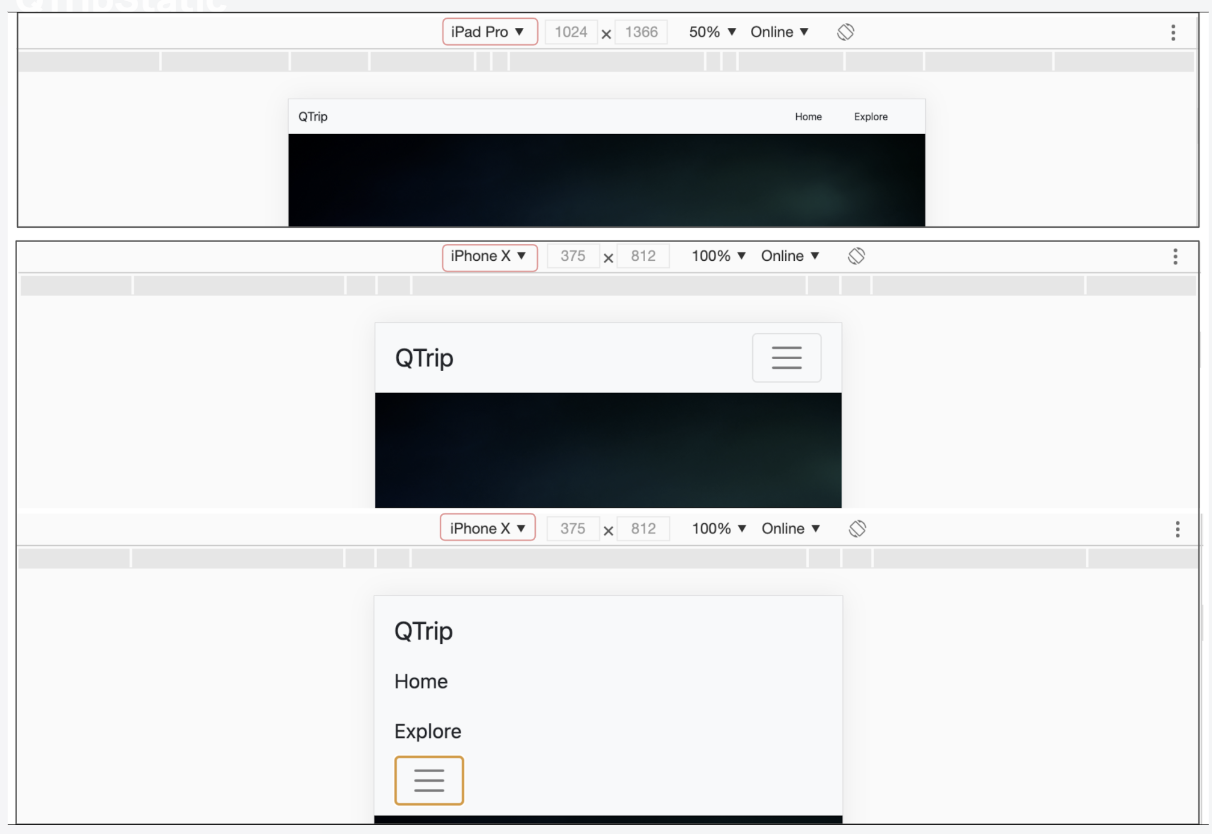 QTripstatic
iPad Pro ▼ 1024 × 1366 50% ▼ Online ▼
QTrip Home Explore
iPhone X ▼ 375 × 812 100% ▼ Online ▼
QTrip
iPhone X ▼ 375 × 812 100% ▼ Online ▼
QTrip
Home
Explore